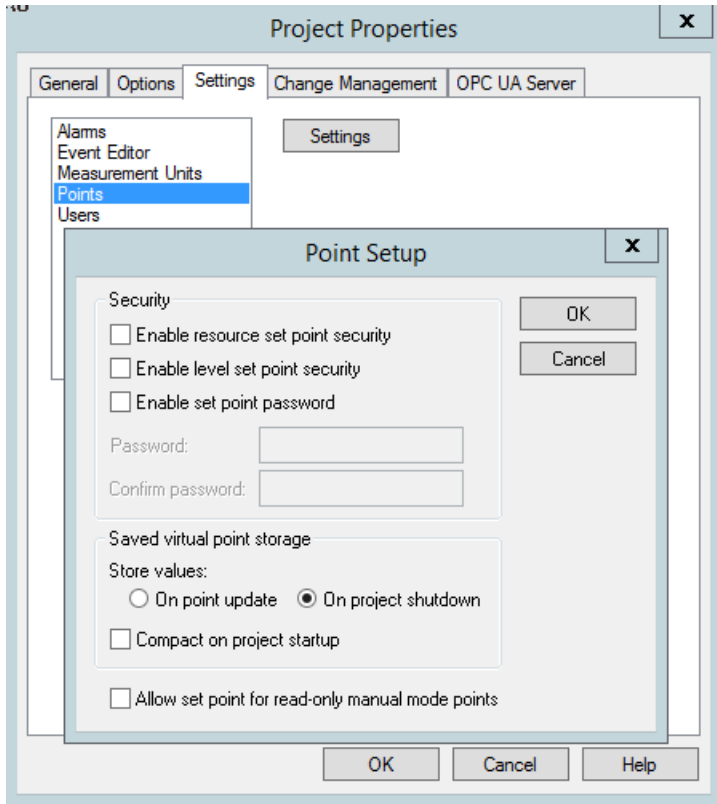 Project Properties
x
General Options Settings Change Management OPC UA Server
Alarms
Event Editor
Measurement Units
Points
Users
Settings
Point Setup
x
Security
Enable resource set point security
Enable level set point security
Enable set point password
Password:
Confirm password:
OK
Cancel
Saved virtual point storage
Store values:
On point update On project shutdown
Compact on project startup
Allow set point for read-only manual mode points
OK Cancel Help